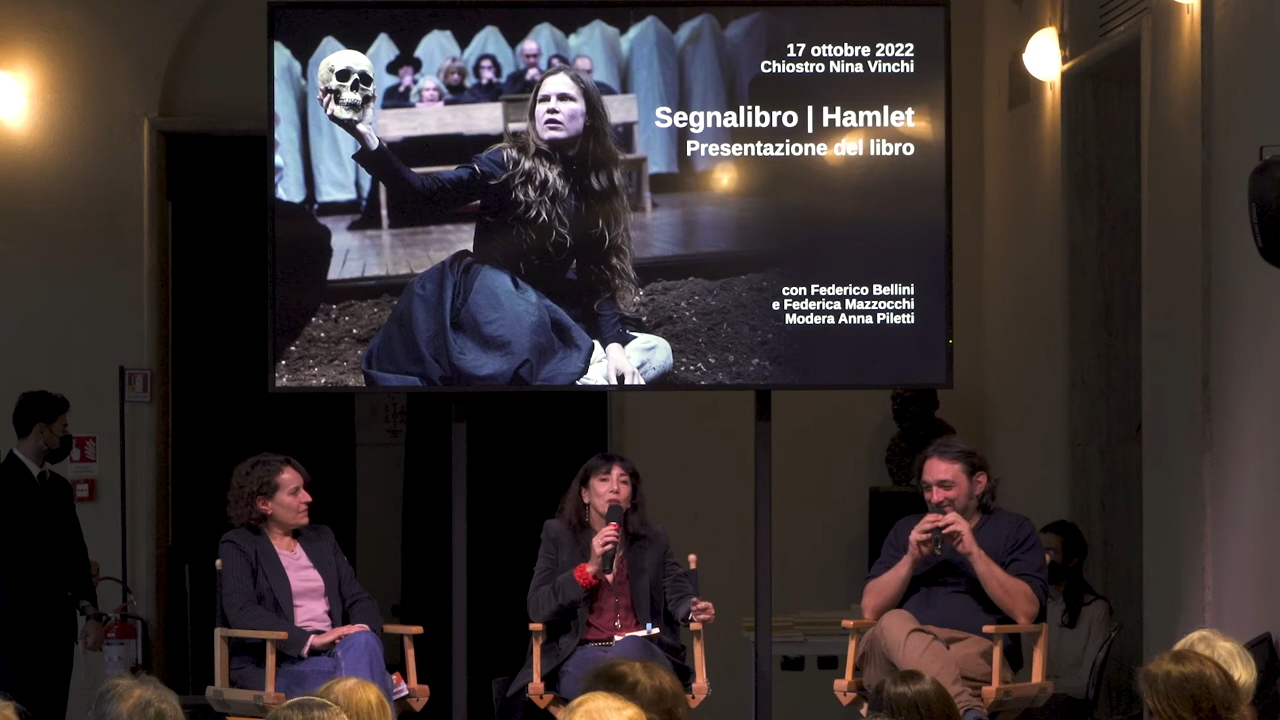 17 ottobre 2022
Chiostro Nina Vinchi
Segnalibro | Hamlet
Presentazione del libro
con Federico Bellini
e Federica Mazzocchi
Modera Anna Piletti